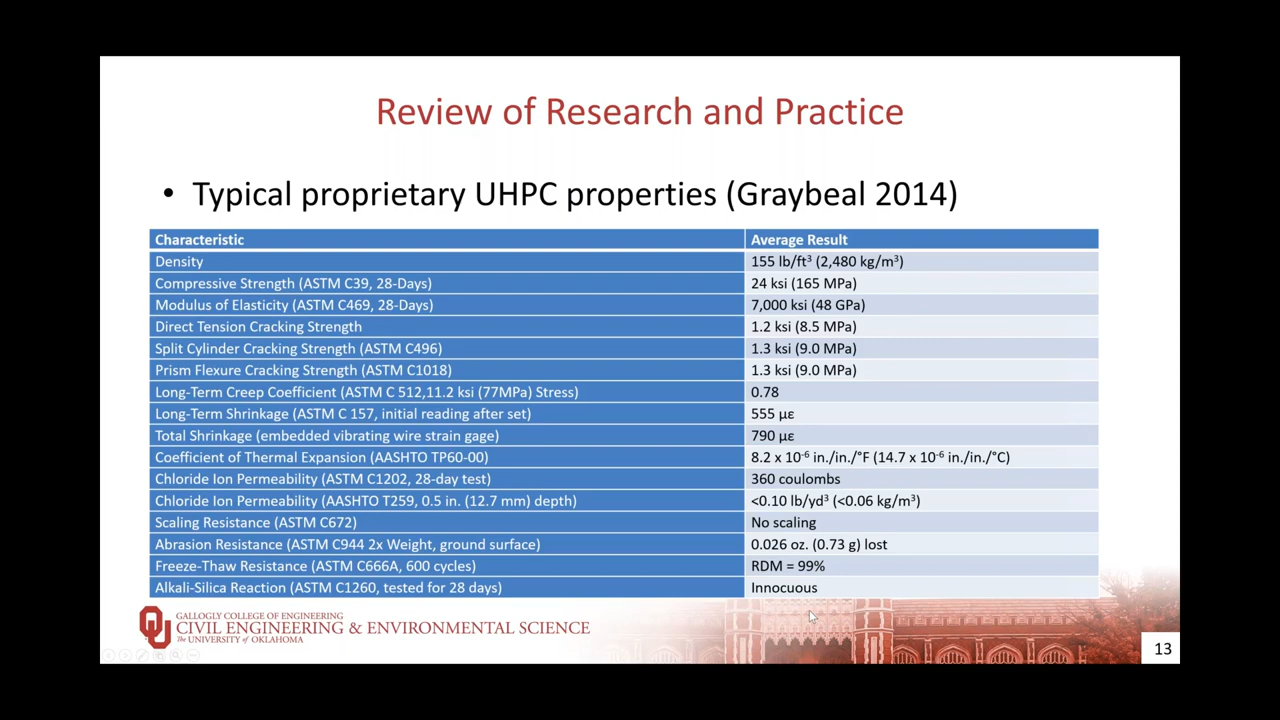 Review of Research and Practice
• Typical proprietary UHPC properties (Graybeal 2014)
Characteristic Average Result
Density 155 lb/ft³ (2,480 kg/m³)
Compressive Strength (ASTM C39, 28-Days) 24 ksi (165 MPa)
Modulus of Elasticity (ASTM C469, 28-Days) 7,000 ksi (48 GPa)
Direct Tension Cracking Strength 1.2 ksi (8.5 MPa)
Split Cylinder Cracking Strength (ASTM C496) 1.3 ksi (9.0 MPa)
Prism Flexure Cracking Strength (ASTM C1018) 1.3 ksi (9.0 MPa)
Long-Term Creep Coefficient (ASTM C 512,11.2 ksi (77MPa) Stress) 0.78
Long-Term Shrinkage (ASTM C 157, initial reading after set) 555 με
Total Shrinkage (embedded vibrating wire strain gage) 790 με
Coefficient of Thermal Expansion (AASHTO TP60-00) 8.2 x 10⁻⁶ in./in./°F (14.7 x 10⁻⁶ in./in./°C)
Chloride Ion Permeability (ASTM C1202, 28-day test) 360 coulombs
Chloride Ion Permeability (AASHTO T259, 0.5 in. (12.7 mm) depth) <0.10 lb/yd³ (<0.06 kg/m³)
Scaling Resistance (ASTM C672) No scaling
Abrasion Resistance (ASTM C944 2x Weight, ground surface) 0.026 oz. (0.73 g) lost
Freeze-Thaw Resistance (ASTM C666A, 600 cycles) RDM = 99%
Alkali-Silica Reaction (ASTM C1260, tested for 28 days) Innocuous
OU
GALLOGLY COLLEGE OF ENGINEERING
CIVIL ENGINEERING & ENVIRONMENTAL SCIENCE
The UNIVERSITY of OKLAHOMA
13